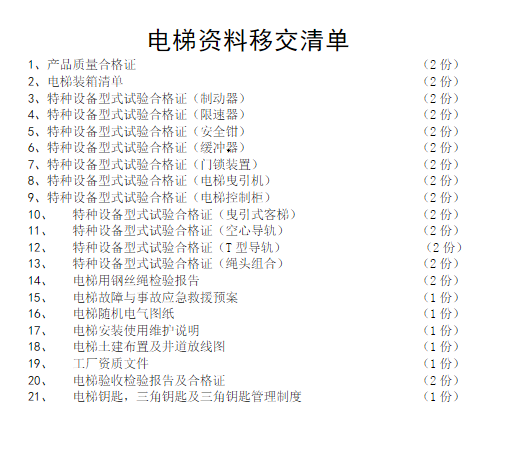 电梯资料移交清单
1、产品质量合格证 （2份）
2、电梯装箱清单 （2份）
3、特种设备型式试验合格证（制动器） （2份）
4、特种设备型式试验合格证（限速器） （2份）
5、特种设备型式试验合格证（安全钳） （2份）
6、特种设备型式试验合格证（缓冲器） （2份）
7、特种设备型式试验合格证（门锁装置） （2份）
8、特种设备型式试验合格证（电梯曳引机） （2份）
9、特种设备型式试验合格证（电梯控制柜） （2份）
10、 特种设备型式试验合格证（曳引式客梯） （2份）
11、 特种设备型式试验合格证（空心导轨） （2份）
12、 特种设备型式试验合格证（T型导轨） （2份）
13、 特种设备型式试验合格证（绳头组合） （2份）
14、 电梯用钢丝绳检验报告 （2份）
15、 电梯故障与事故应急救援预案 （1份）
16、 电梯随机电气图纸 （1份）
17、 电梯安装使用维护说明 （1份）
18、 电梯土建布置及井道放线图 （1份）
19、 工厂资质文件 （1份）
20、 电梯验收检验报告及合格证 （2份）
21、 电梯钥匙，三角钥匙及三角钥匙管理制度 （1份）